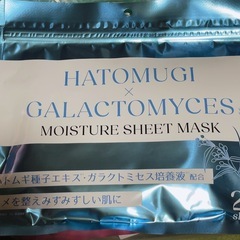 HATOMUGI
×
GALACTOMYCES
MOISTURE SHEET MASK
トムギ種子エキス・ガラクトミセス培養液 配合
メを整えみずみずしい肌に
2